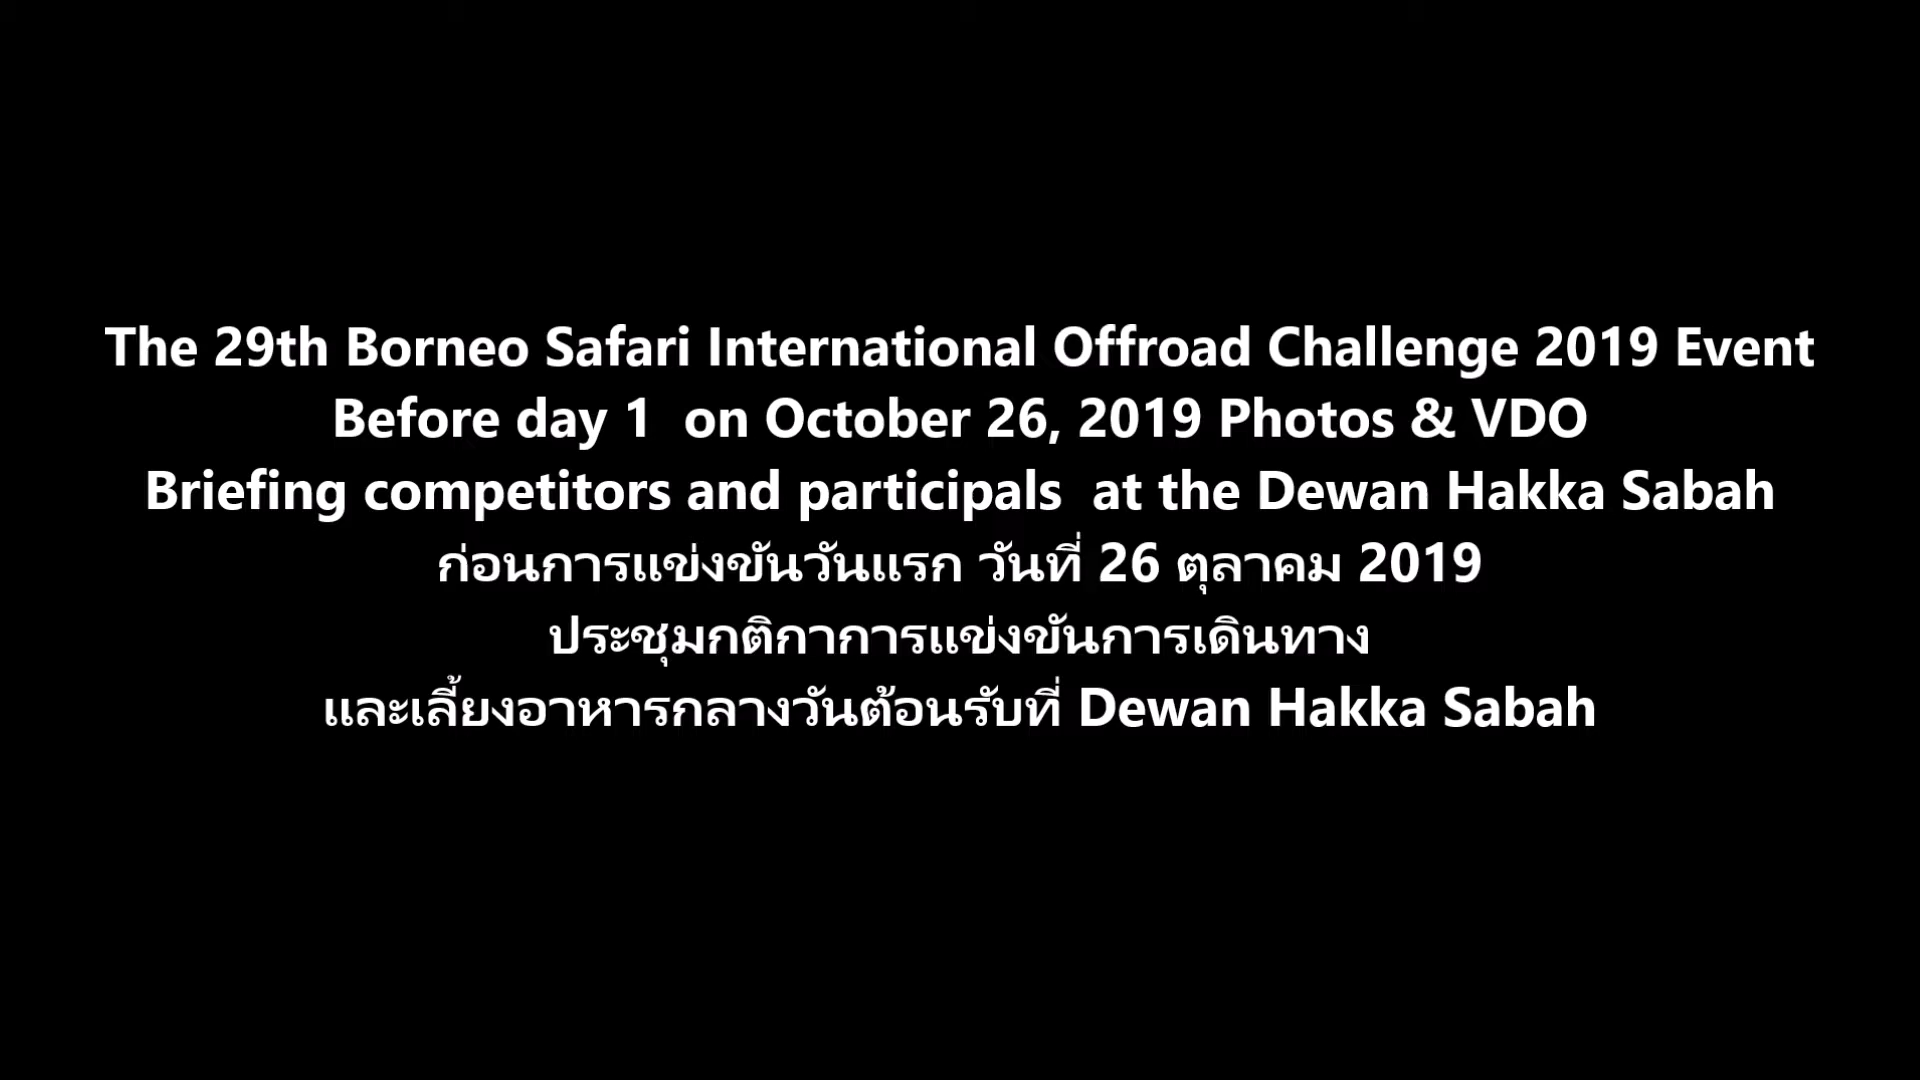 The 29th Borneo Safari International Offroad Challenge 2019 Event
Before day 1  on October 26, 2019 Photos & VDO
Briefing competitors and participals  at the Dewan Hakka Sabah
ก่อนการแข่งขันวันแรก วันที่ 26 ตุลาคม 2019
ประชุมกติกาการแข่งขันการเดินทาง
และเลี้ยงอาหารกลางวันต้อนรับที่ Dewan Hakka Sabah